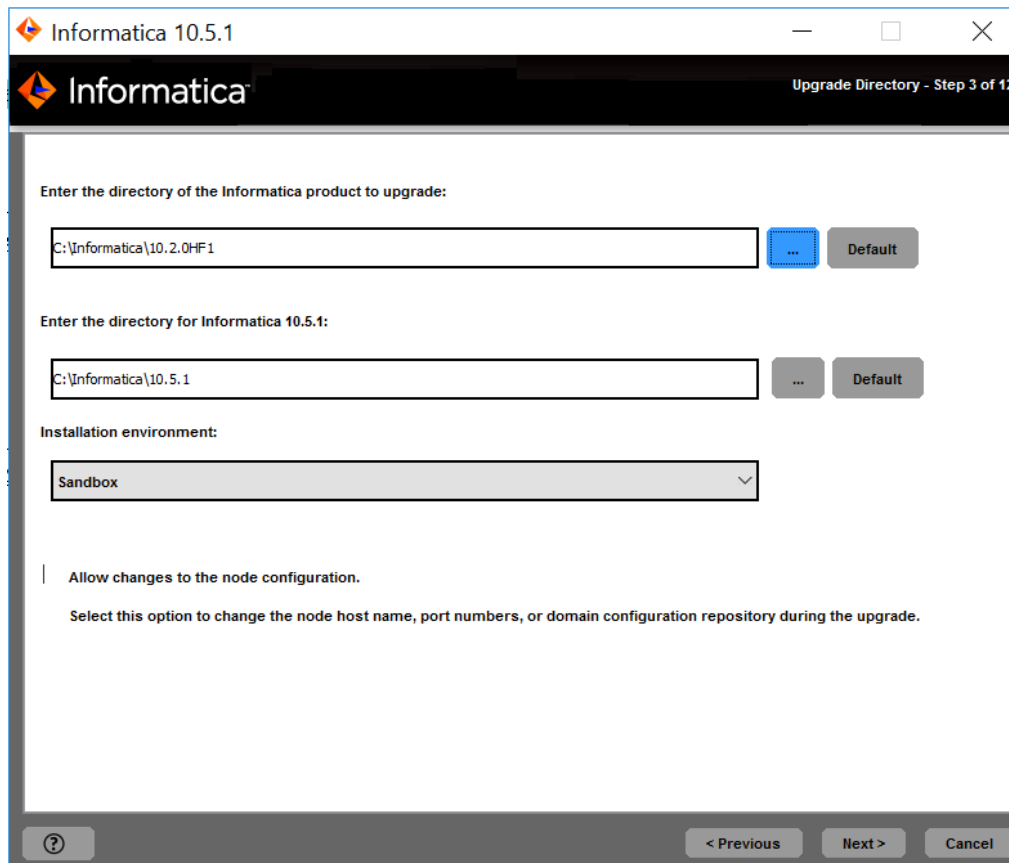 Informatica 10.5.1
Informatica
Upgrade Directory - Step 3 of 12
Enter the directory of the Informatica product to upgrade:
C:\Informatica\10.2.0HF1
...
Default
Enter the directory for Informatica 10.5.1:
C:\Informatica\10.5.1
...
Default
Installation environment:
Sandbox
Allow changes to the node configuration.
Select this option to change the node host name, port numbers, or domain configuration repository during the upgrade.
?
< Previous
Next >
Cancel